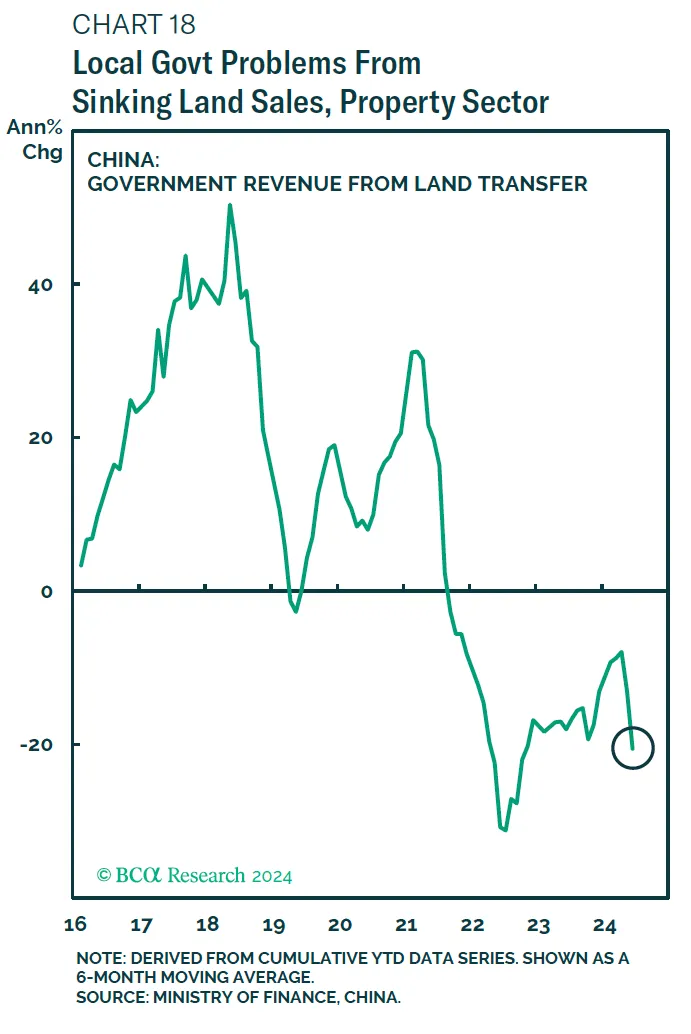 CHART 18
Local Govt Problems From
Sinking Land Sales, Property Sector
Ann%
Chg
CHINA:
GOVERNMENT REVENUE FROM LAND TRANSFER
40
20
0
-20
© BCα Research 2024
16 17 18 19 20 21 22 23 24
NOTE: DERIVED FROM CUMULATIVE YTD DATA SERIES. SHOWN AS A
6-MONTH MOVING AVERAGE.
SOURCE: MINISTRY OF FINANCE, CHINA.